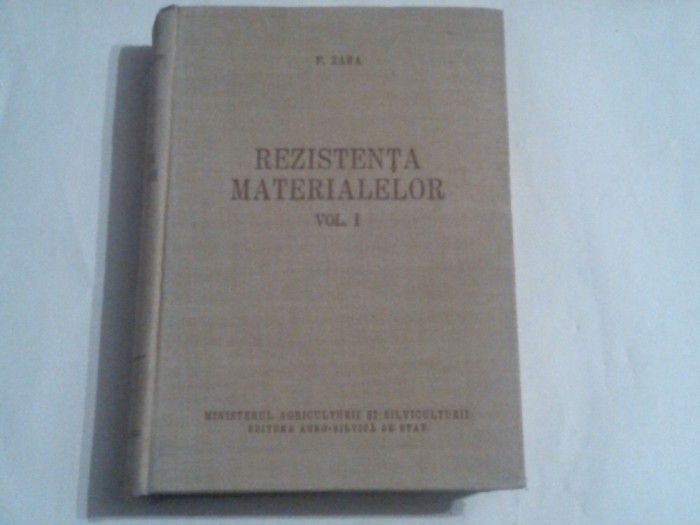 F. ZABA
REZISTENȚA
MATERIALELOR
VOL. I
MINISTERUL AGRICULTURII ȘI SILVICULTURII
EDITURA AGRO-SILVICĂ DE STAT